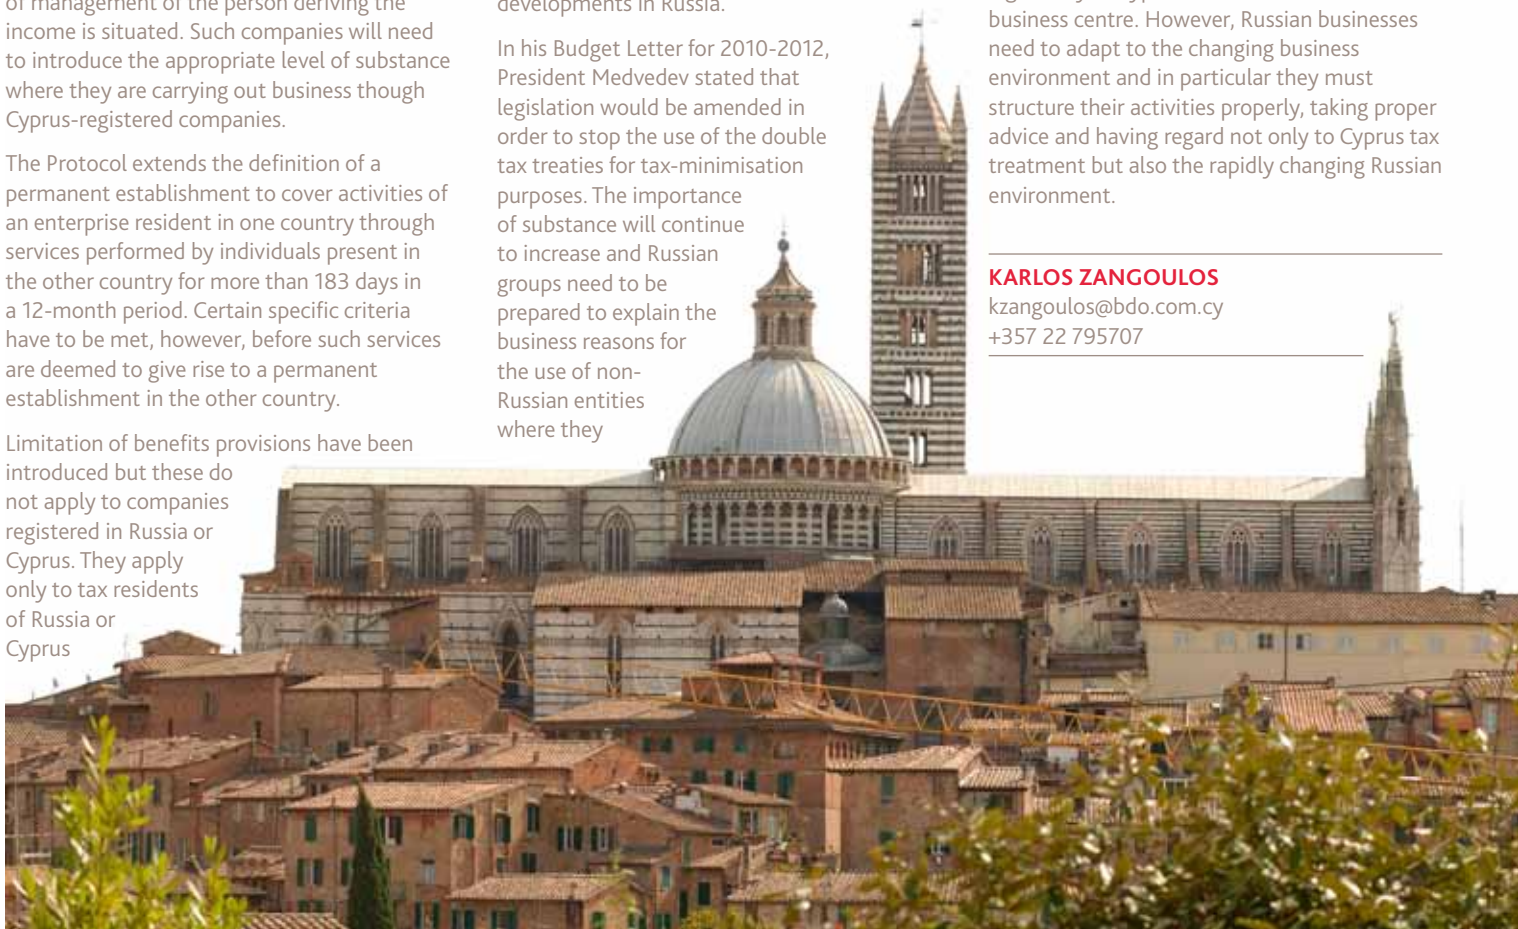 of management of the person deriving the
income is situated. Such companies will need
to introduce the appropriate level of substance
where they are carrying out business though
Cyprus-registered companies.
The Protocol extends the definition of a
permanent establishment to cover activities of
an enterprise resident in one country through
services performed by individuals present in
the other country for more than 183 days in
a 12-month period. Certain specific criteria
have to be met, however, before such services
are deemed to give rise to a permanent
establishment in the other country.
Limitation of benefits provisions have been
introduced but these do
not apply to companies
registered in Russia or
Cyprus. They apply
only to tax residents
of Russia or
Cyprus
developments in Russia.
In his Budget Letter for 2010-2012,
President Medvedev stated that
legislation would be amended in
order to stop the use of the double
tax treaties for tax-minimisation
purposes. The importance
of substance will continue
to increase and Russian
groups need to be
prepared to explain the
business reasons for
the use of non-
Russian entities
where they
business centre. However, Russian businesses
need to adapt to the changing business
environment and in particular they must
structure their activities properly, taking proper
advice and having regard not only to Cyprus tax
treatment but also the rapidly changing Russian
environment.
KARLOS ZANGOULOS
kzangoulos@bdo.com.cy
+357 22 795707